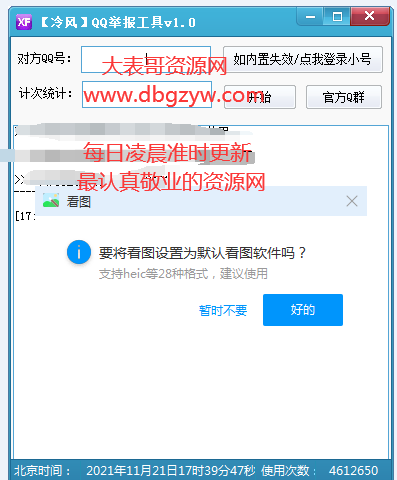 XF 【冷风】QQ举报工具v1.0
对方QQ号：
如内置失效/点我登录小号
大表哥资源网
计次统计：
开始
官方Q群
www.dbgzyw.com
每日凌晨准时更新
>>
最认真敬业的资源网
[17:
看图
要将看图设置为默认看图软件吗？
支持heic等28种格式，建议使用
暂时不要
好的
北京时间： 2021年11月21日17时39分47秒 使用次数： 4612650